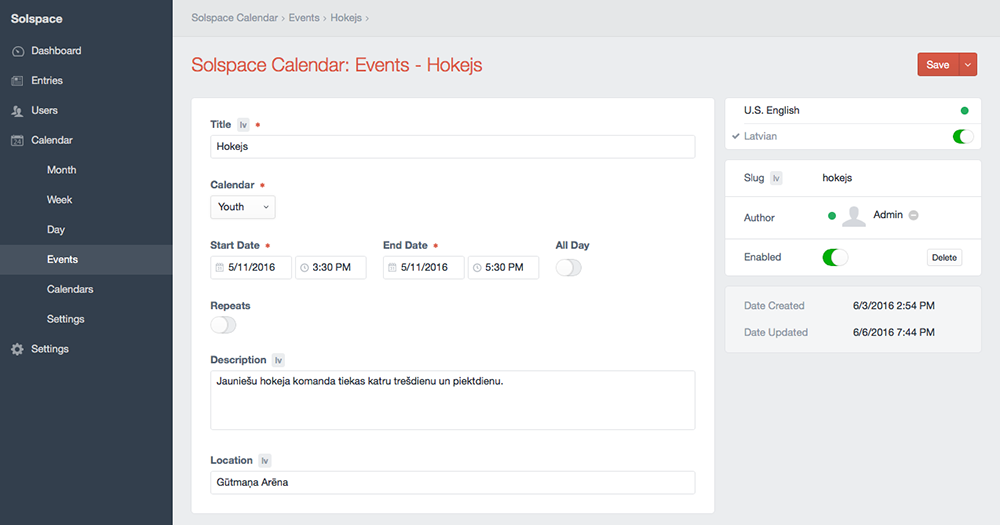 Solspace
Dashboard
Entries
Users
24 Calendar
Month
Week
Day
Events
Calendars
Settings
Settings
Solspace Calendar › Events › Hokejs ›
Solspace Calendar: Events - Hokejs
Save
Title lv *
Hokejs
Calendar *
Youth
Start Date * End Date * All Day
5/11/2016 3:30 PM 5/11/2016 5:30 PM
Repeats
Description lv
Jauniešu hokeja komanda tiekas katru trešdienu un piektdienu.
Location lv
Gūtmaņa Arēna
U.S. English
Latvian
Slug lv hokejs
Author Admin
Enabled Delete
Date Created 6/3/2016 2:54 PM
Date Updated 6/6/2016 7:44 PM